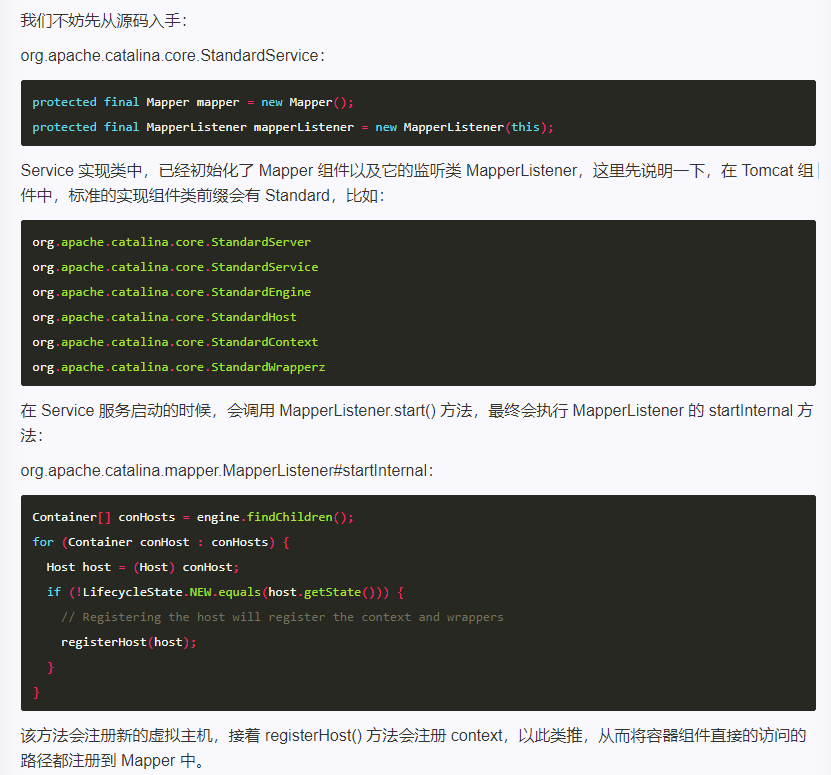 我们不妨先从源码入手：
org.apache.catalina.core.StandardService：
protected final Mapper mapper = new Mapper();
protected final MapperListener mapperListener = new MapperListener(this);
Service 实现类中，已经初始化了 Mapper 组件以及它的监听类 MapperListener，这里先说明一下，在 Tomcat 组
件中，标准的实现组件类前缀会有 Standard，比如：
org.apache.catalina.core.StandardServer
org.apache.catalina.core.StandardService
org.apache.catalina.core.StandardEngine
org.apache.catalina.core.StandardHost
org.apache.catalina.core.StandardContext
org.apache.catalina.core.StandardWrapperz
在 Service 服务启动的时候，会调用 MapperListener.start() 方法，最终会执行 MapperListener 的 startInternal 方
法：
org.apache.catalina.mapper.MapperListener#startInternal：
Container[] conHosts = engine.findChildren();
for (Container conHost : conHosts) {
  Host host = (Host) conHost;
  if (!LifecycleState.NEW.equals(host.getState())) {
    // Registering the host will register the context and wrappers
    registerHost(host);
  }
}
该方法会注册新的虚拟主机，接着 registerHost() 方法会注册 context，以此类推，从而将容器组件直接的访问的
路径都注册到 Mapper 中。